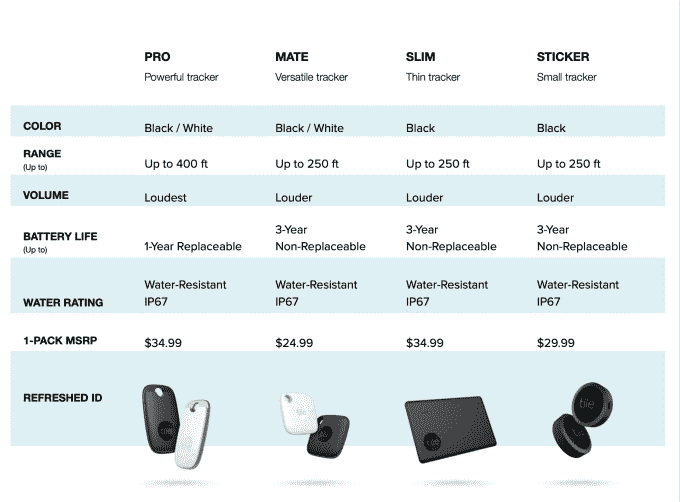 PRO MATE SLIM STICKER
Powerful tracker Versatile tracker Thin tracker Small tracker
COLOR Black / White Black / White Black Black
RANGE
(Up to) Up to 400 ft Up to 250 ft Up to 250 ft Up to 250 ft
VOLUME Loudest Louder Louder Louder
3-Year 3-Year 3-Year
BATTERY LIFE
(Up to) 1-Year Replaceable Non-Replaceable Non-Replaceable Non-Replaceable
Water-Resistant Water-Resistant Water-Resistant Water-Resistant
WATER RATING IP67 IP67 IP67 IP67
1-PACK MSRP $34.99 $24.99 $34.99 $29.99
REFRESHED ID
tile tile tile tile